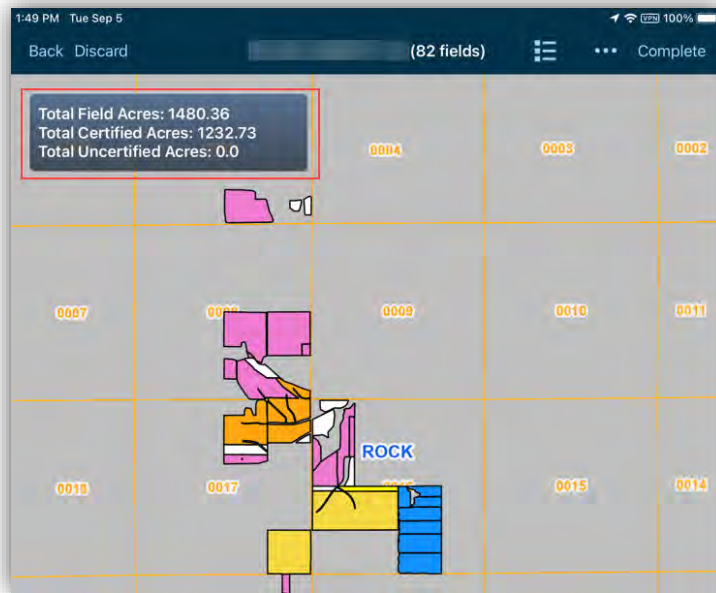 1:49 PM Tue Sep 5 VPN 100%
Back Discard (82 fields) Complete
Total Field Acres: 1480.36
Total Certified Acres: 1232.73
Total Uncertified Acres: 0.0
0004 0003 0002
0007 0009 0010 0011
ROCK
0018 0017 0015 0014